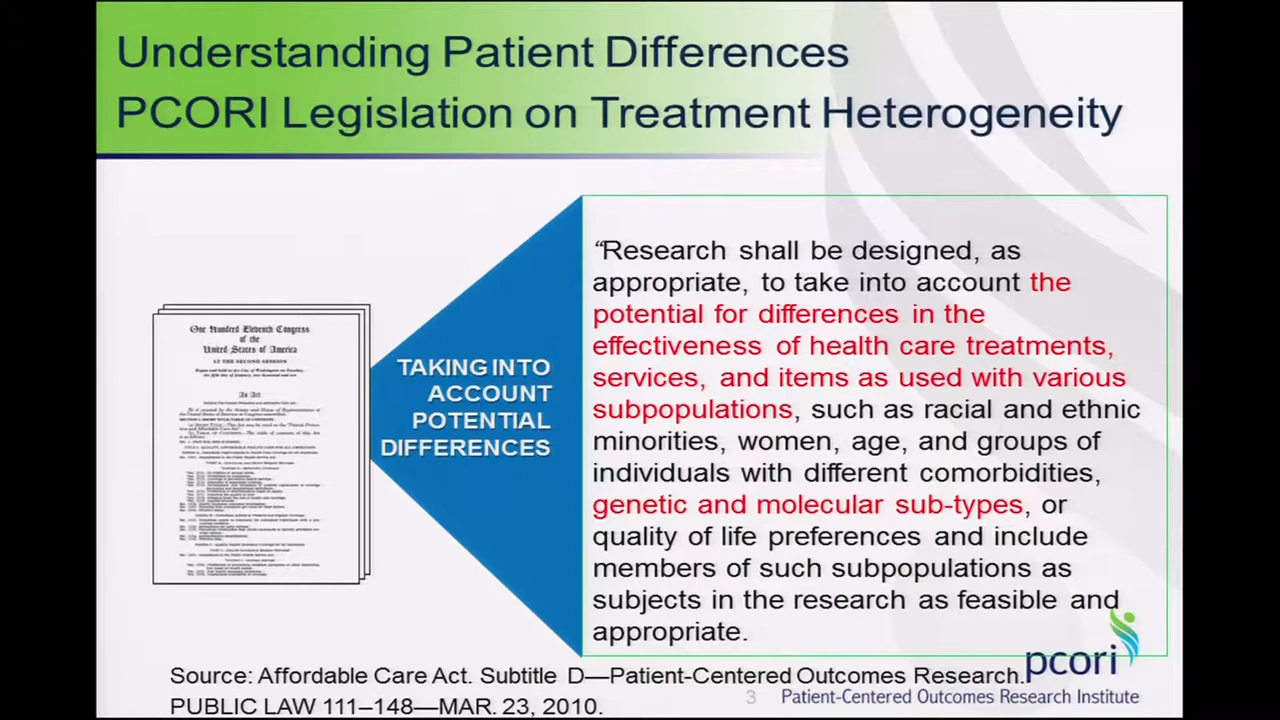 Understanding Patient Differences
PCORI Legislation on Treatment Heterogeneity
One Hundred Eleventh Congress
of the
United States of America
AT THE SECOND SESSION
An Act
TAKING INTO
ACCOUNT
POTENTIAL
DIFFERENCES
“Research shall be designed, as
appropriate, to take into account the
potential for differences in the
effectiveness of health care treatments,
services, and items as used with various
subpopulations, such as racial and ethnic
minorities, women, age, and groups of
individuals with different comorbidities,
genetic and molecular sub-types, or
quality of life preferences and include
members of such subpopulations as
subjects in the research as feasible and
appropriate.
Source: Affordable Care Act. Subtitle D—Patient-Centered Outcomes Research.
PUBLIC LAW 111–148—MAR. 23, 2010.
3
pcori
Patient-Centered Outcomes Research Institute